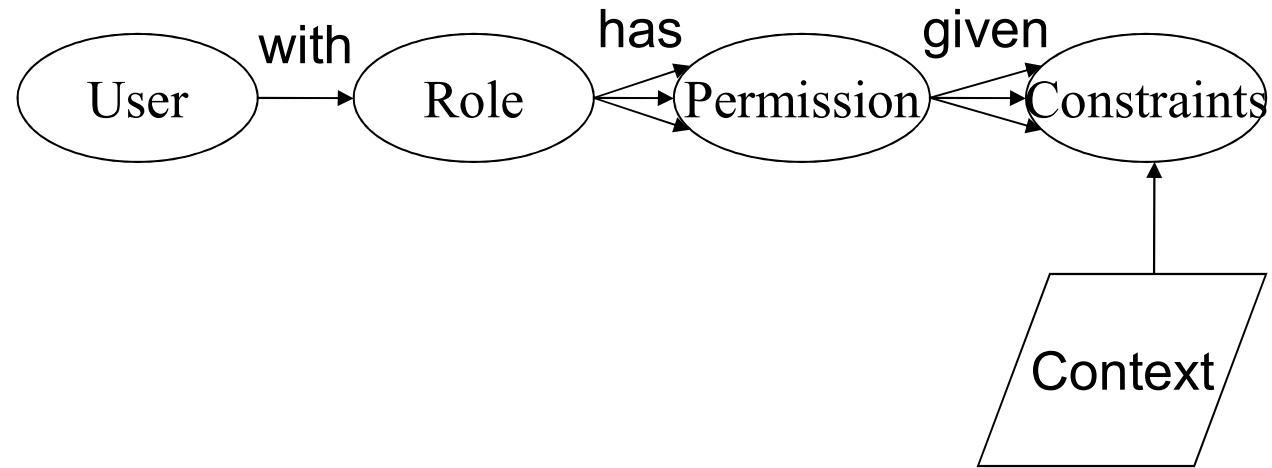 with
has
given
User
Role
Permission
Constraints
Context